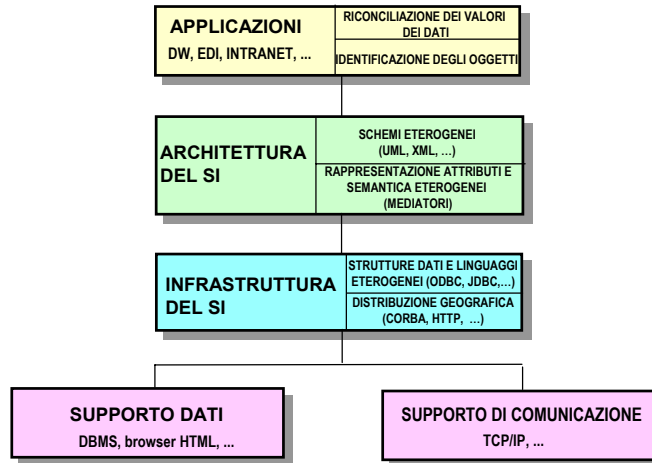 APPLICAZIONI
DW, EDI, INTRANET, ...
RICONCILIAZIONE DEI VALORI
DEI DATI
IDENTIFICAZIONE DEGLI OGGETTI
ARCHITETTURA
DEL SI
SCHEMI ETEROGENEI
(UML, XML, ...)
RAPPRESENTAZIONE ATTRIBUTI E
SEMANTICA ETEROGENEI
(MEDIATORI)
INFRASTRUTTURA
DEL SI
STRUTTURE DATI E LINGUAGGI
ETEROGENEI (ODBC, JDBC,...)
DISTRIBUZIONE GEOGRAFICA
(CORBA, HTTP, ...)
SUPPORTO DATI
DBMS, browser HTML, ...
SUPPORTO DI COMUNICAZIONE
TCP/IP, ...